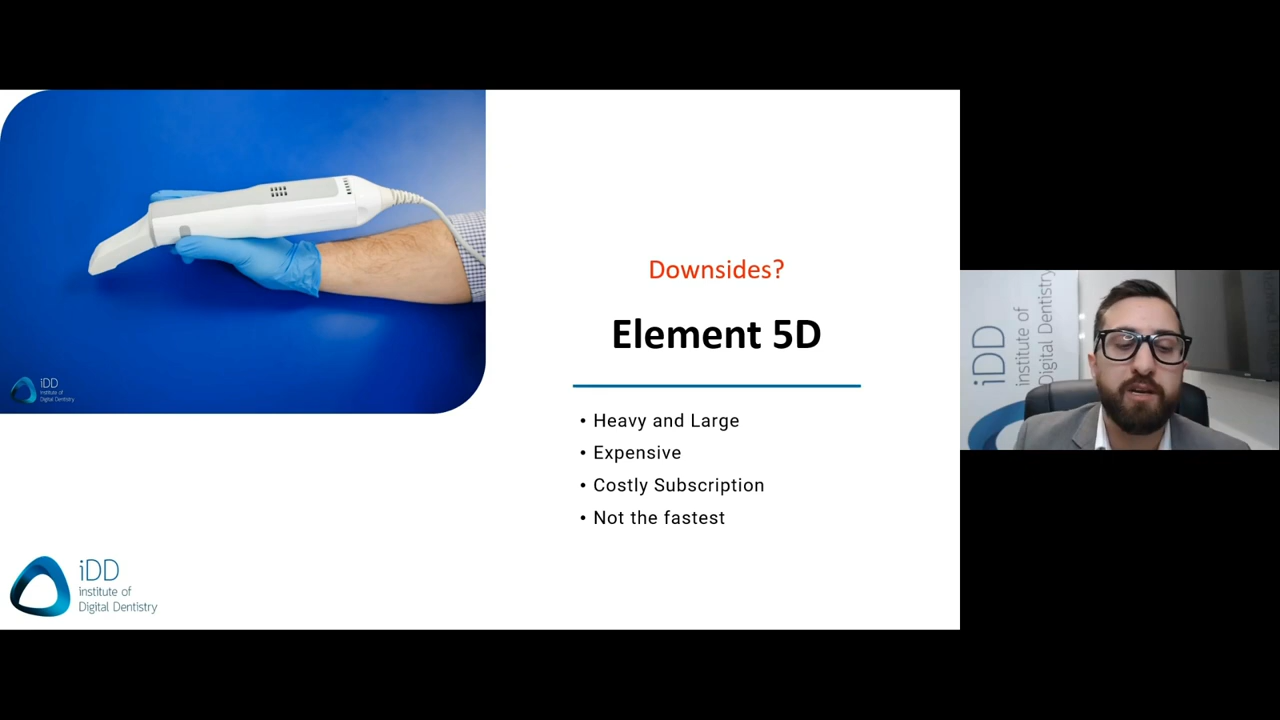 iDD
institute of
Digital Dentistry
Downsides?
Element 5D
• Heavy and Large
• Expensive
• Costly Subscription
• Not the fastest
iDD
institute of
Digital Dentistry
iDD
institute of
Digital Dentistry